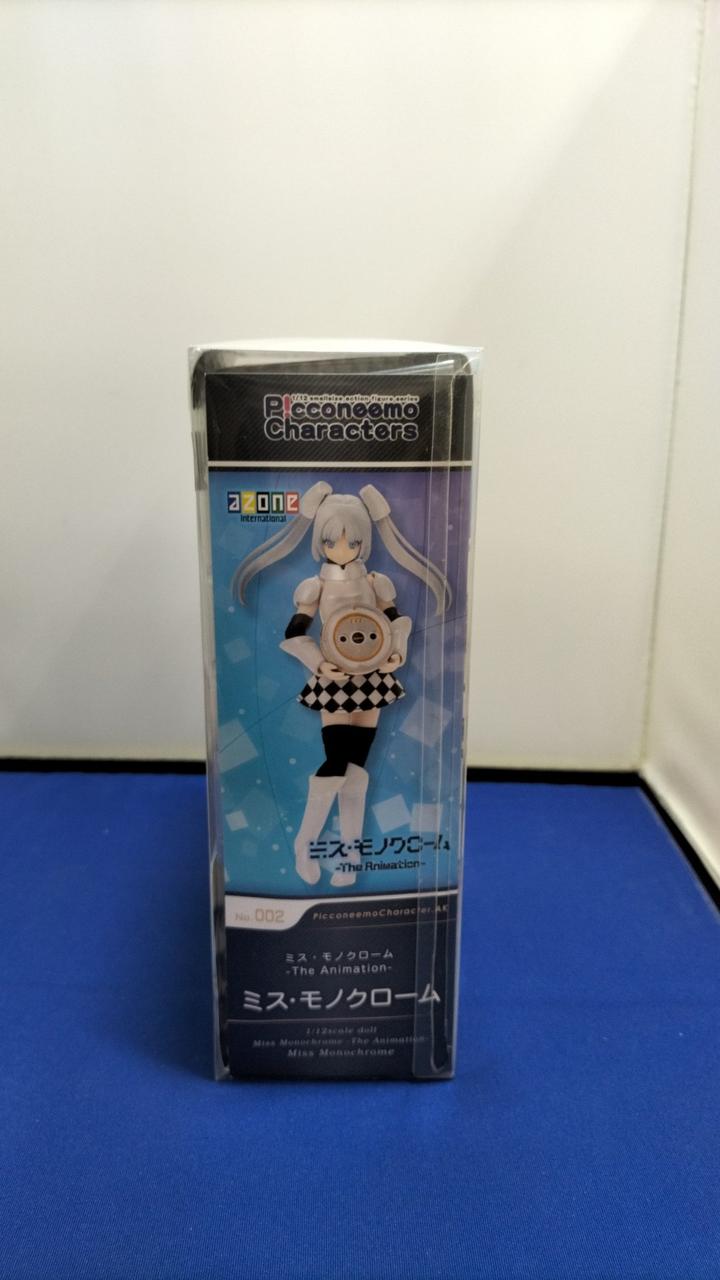 1/12 smallsize action figure series
P!cconeemo
Characters
azone
international
ミス・モノクローム
-The Animation-
No.002
PicconeemoCharacter.AK
ミス・モノクローム
-The Animation-
ミス・モノクローム
1/12scale doll
Miss Monochrome -The Animation-
Miss Monochrome